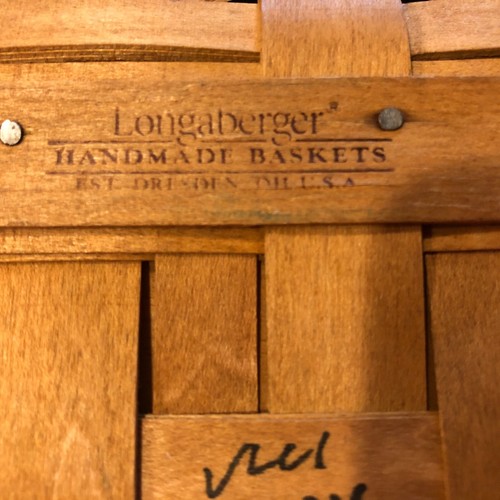 Longaberger®
HANDMADE BASKETS
EST. DRESDEN, OH. U.S.A.